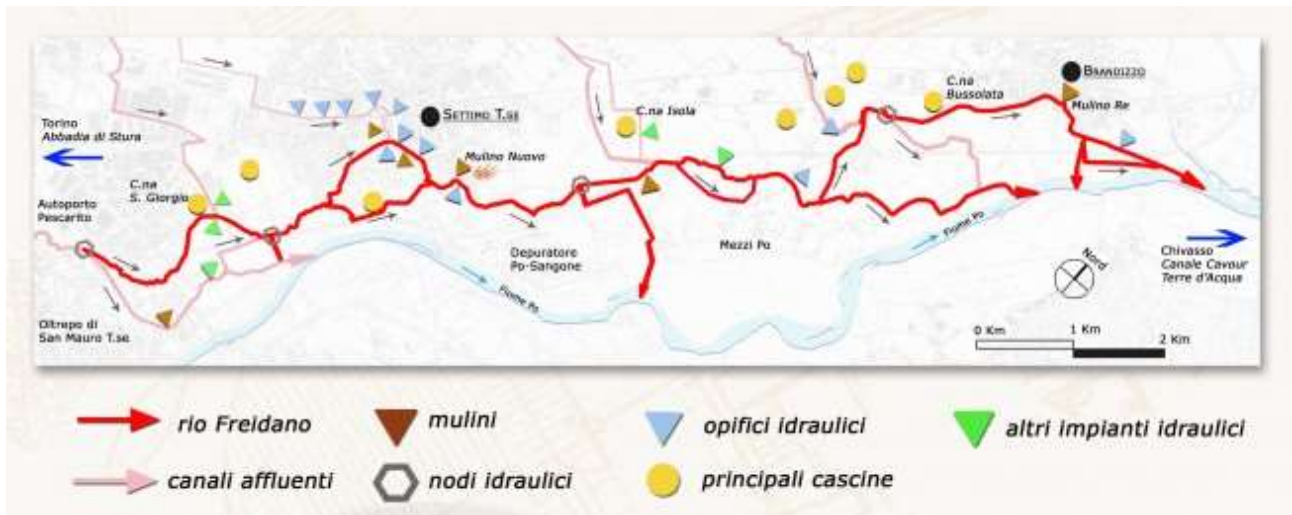 Torino
Abbadia di Stura
C.na
S. Giorgio
Autoporto
Pescarito
Oltrepo di
San Mauro T.se
SETTIMO T.SE
Mulino Nuovo
C.na Isola
C.na
Bussolata
BRANDIZZO
Mulino Re
Depuratore
Po-Sangone
Mezzi Po
Fiume Po
Fiume Po
Nord
Chivasso
Canale Cavour
Terre d'Acqua
0 Km 1 Km 2 Km
rio Freidano
mulini
opifici idraulici
altri impianti idraulici
canali affluenti
nodi idraulici
principali cascine